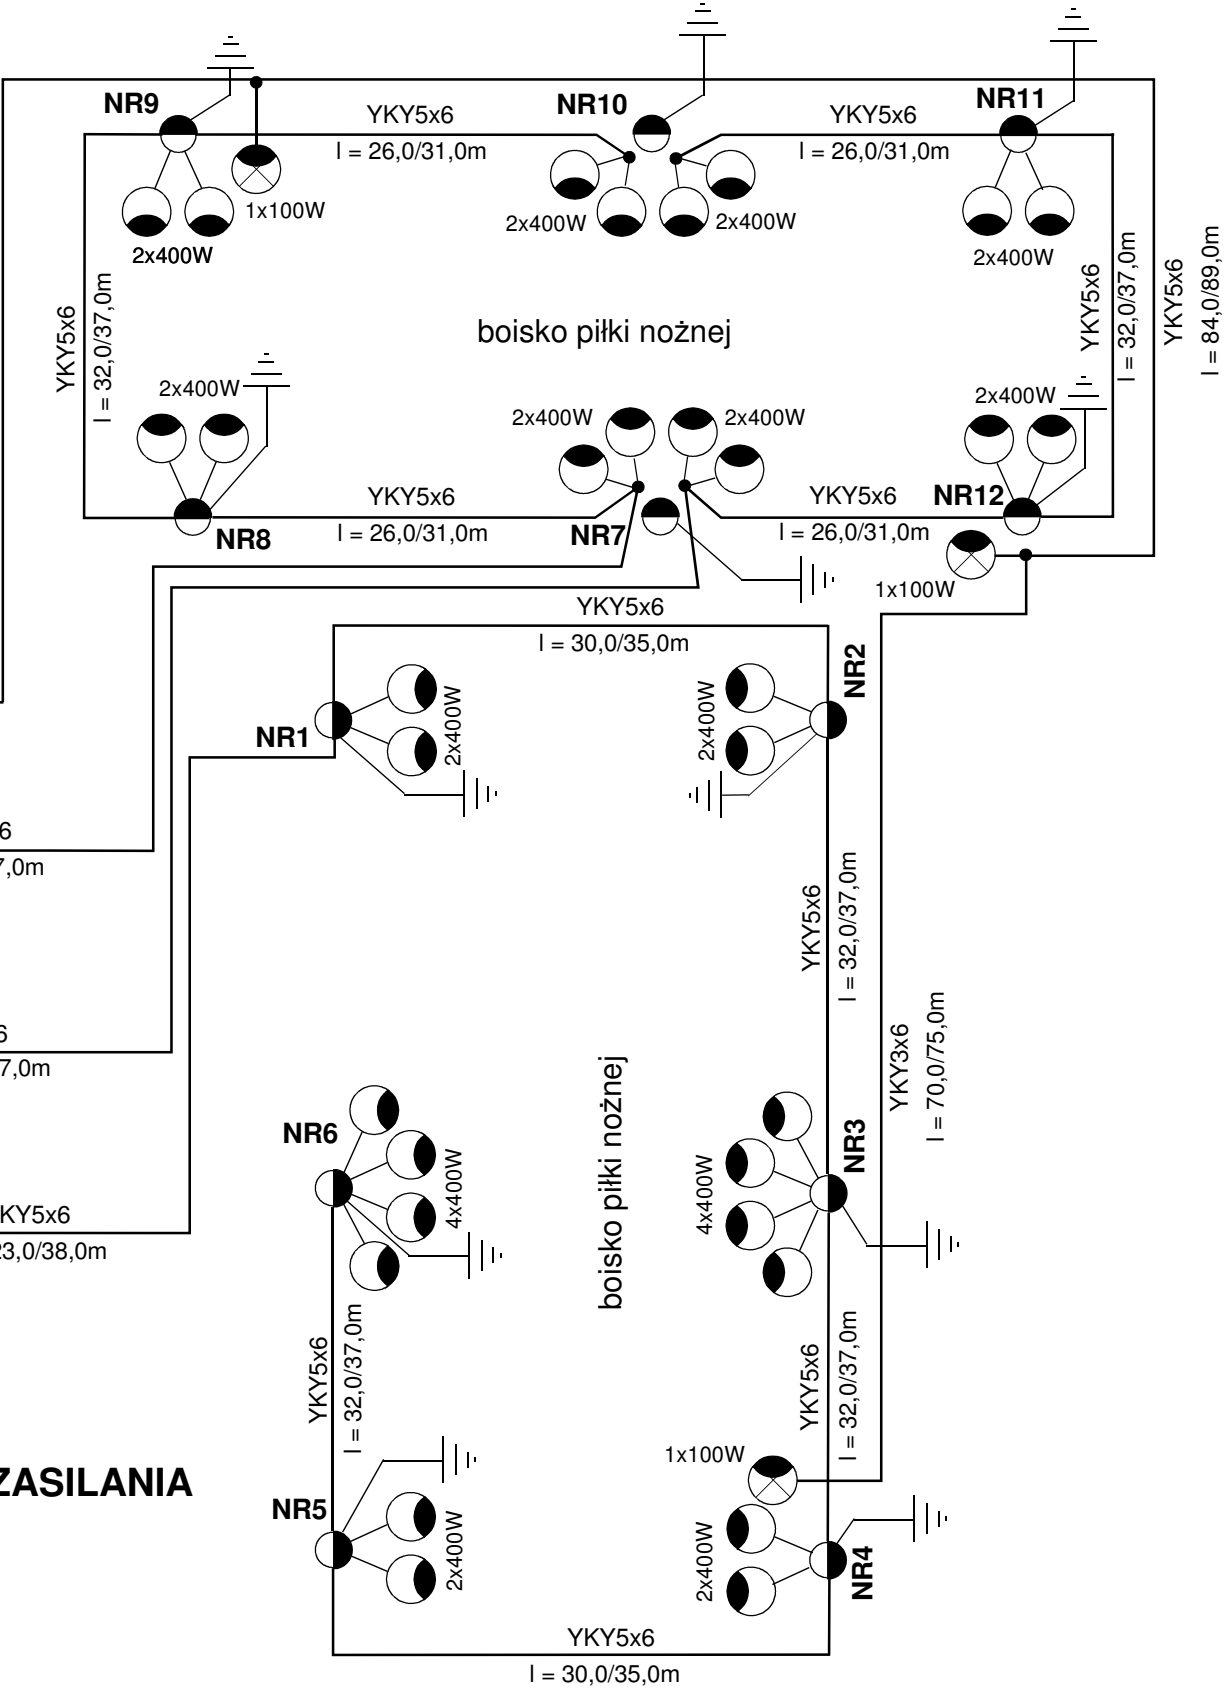 NR9
YKY5x6
l = 26,0/31,0m
NR10
YKY5x6
l = 26,0/31,0m
NR11
1x100W
2x400W
2x400W
2x400W
2x400W
YKY5x6
l = 32,0/37,0m
YKY5x6
l = 32,0/37,0m
YKY5x6
l = 84,0/89,0m
boisko piłki nożnej
2x400W
2x400W
2x400W
2x400W
NR8
YKY5x6
l = 26,0/31,0m
NR7
YKY5x6
l = 26,0/31,0m
NR12
1x100W
YKY5x6
l = 30,0/35,0m
NR1
2x400W
2x400W
NR2
6
7,0m
YKY5x6
l = 32,0/37,0m
6
7,0m
YKY3x6
l = 70,0/75,0m
boisko piłki nożnej
NR6
4x400W
4x400W
NR3
KY5x6
23,0/38,0m
YKY5x6
l = 32,0/37,0m
YKY5x6
l = 32,0/37,0m
ZASILANIA
1x100W
NR5
2x400W
2x400W
NR4
YKY5x6
l = 30,0/35,0m